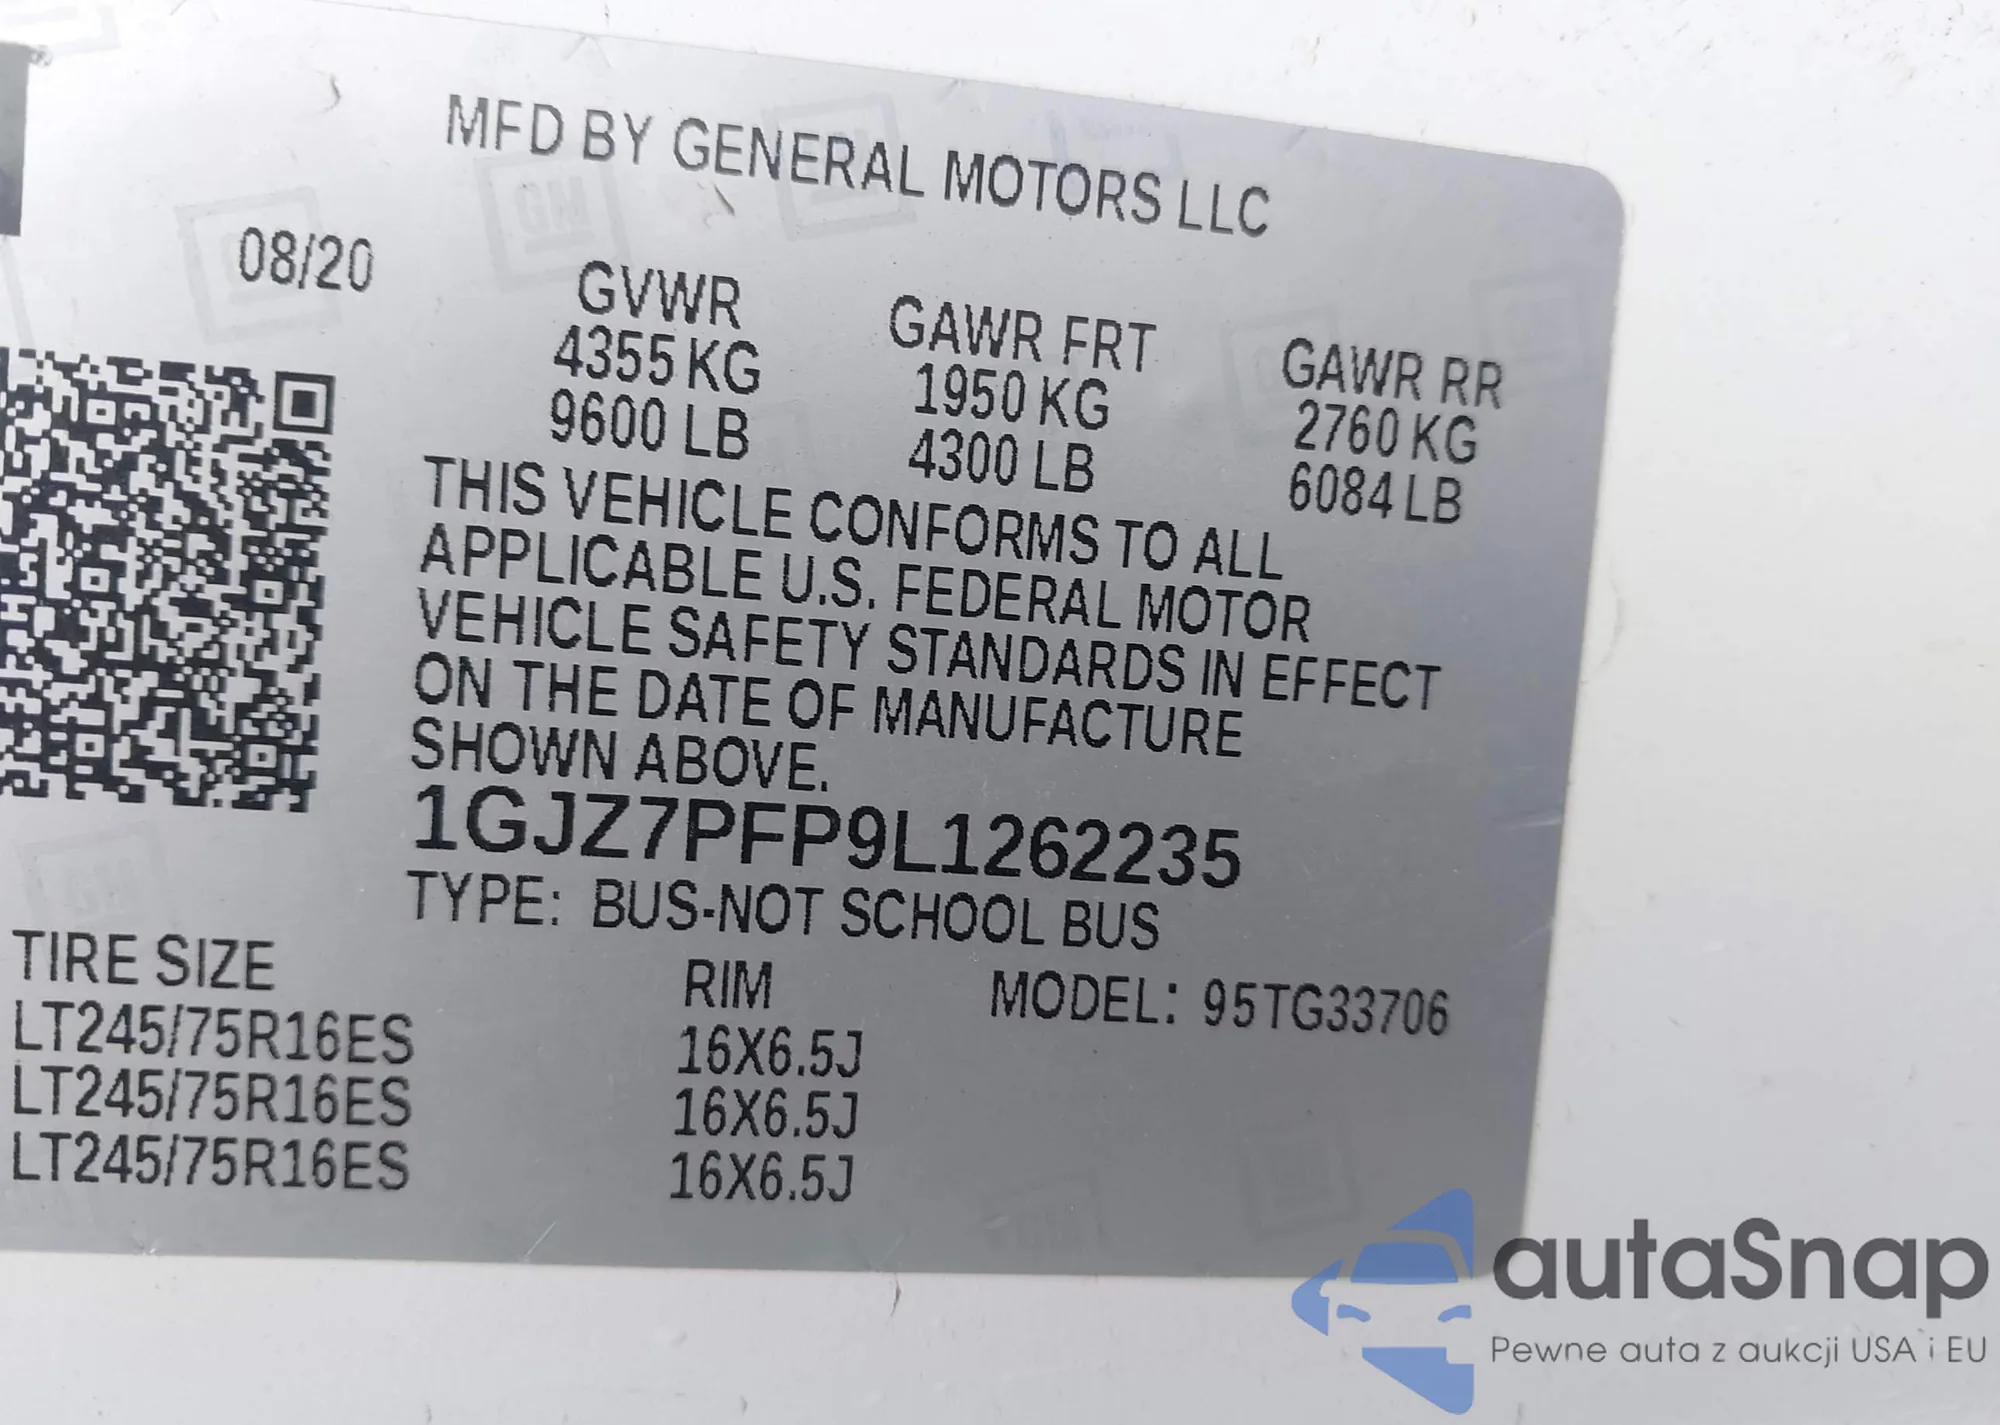 MFD BY GENERAL MOTORS LLC
08/20
GVWR GAWR FRT GAWR RR
4355 KG 1950 KG 2760 KG
9600 LB 4300 LB 6084 LB
THIS VEHICLE CONFORMS TO ALL
APPLICABLE U.S. FEDERAL MOTOR
VEHICLE SAFETY STANDARDS IN EFFECT
ON THE DATE OF MANUFACTURE
SHOWN ABOVE.
1GJZ7PFP9L1262235
TYPE: BUS-NOT SCHOOL BUS
TIRE SIZE RIM MODEL: 95TG33706
LT245/75R16ES 16X6.5J
LT245/75R16ES 16X6.5J
LT245/75R16ES 16X6.5J
autaSnap
Pewne auta z aukcji USA i EU